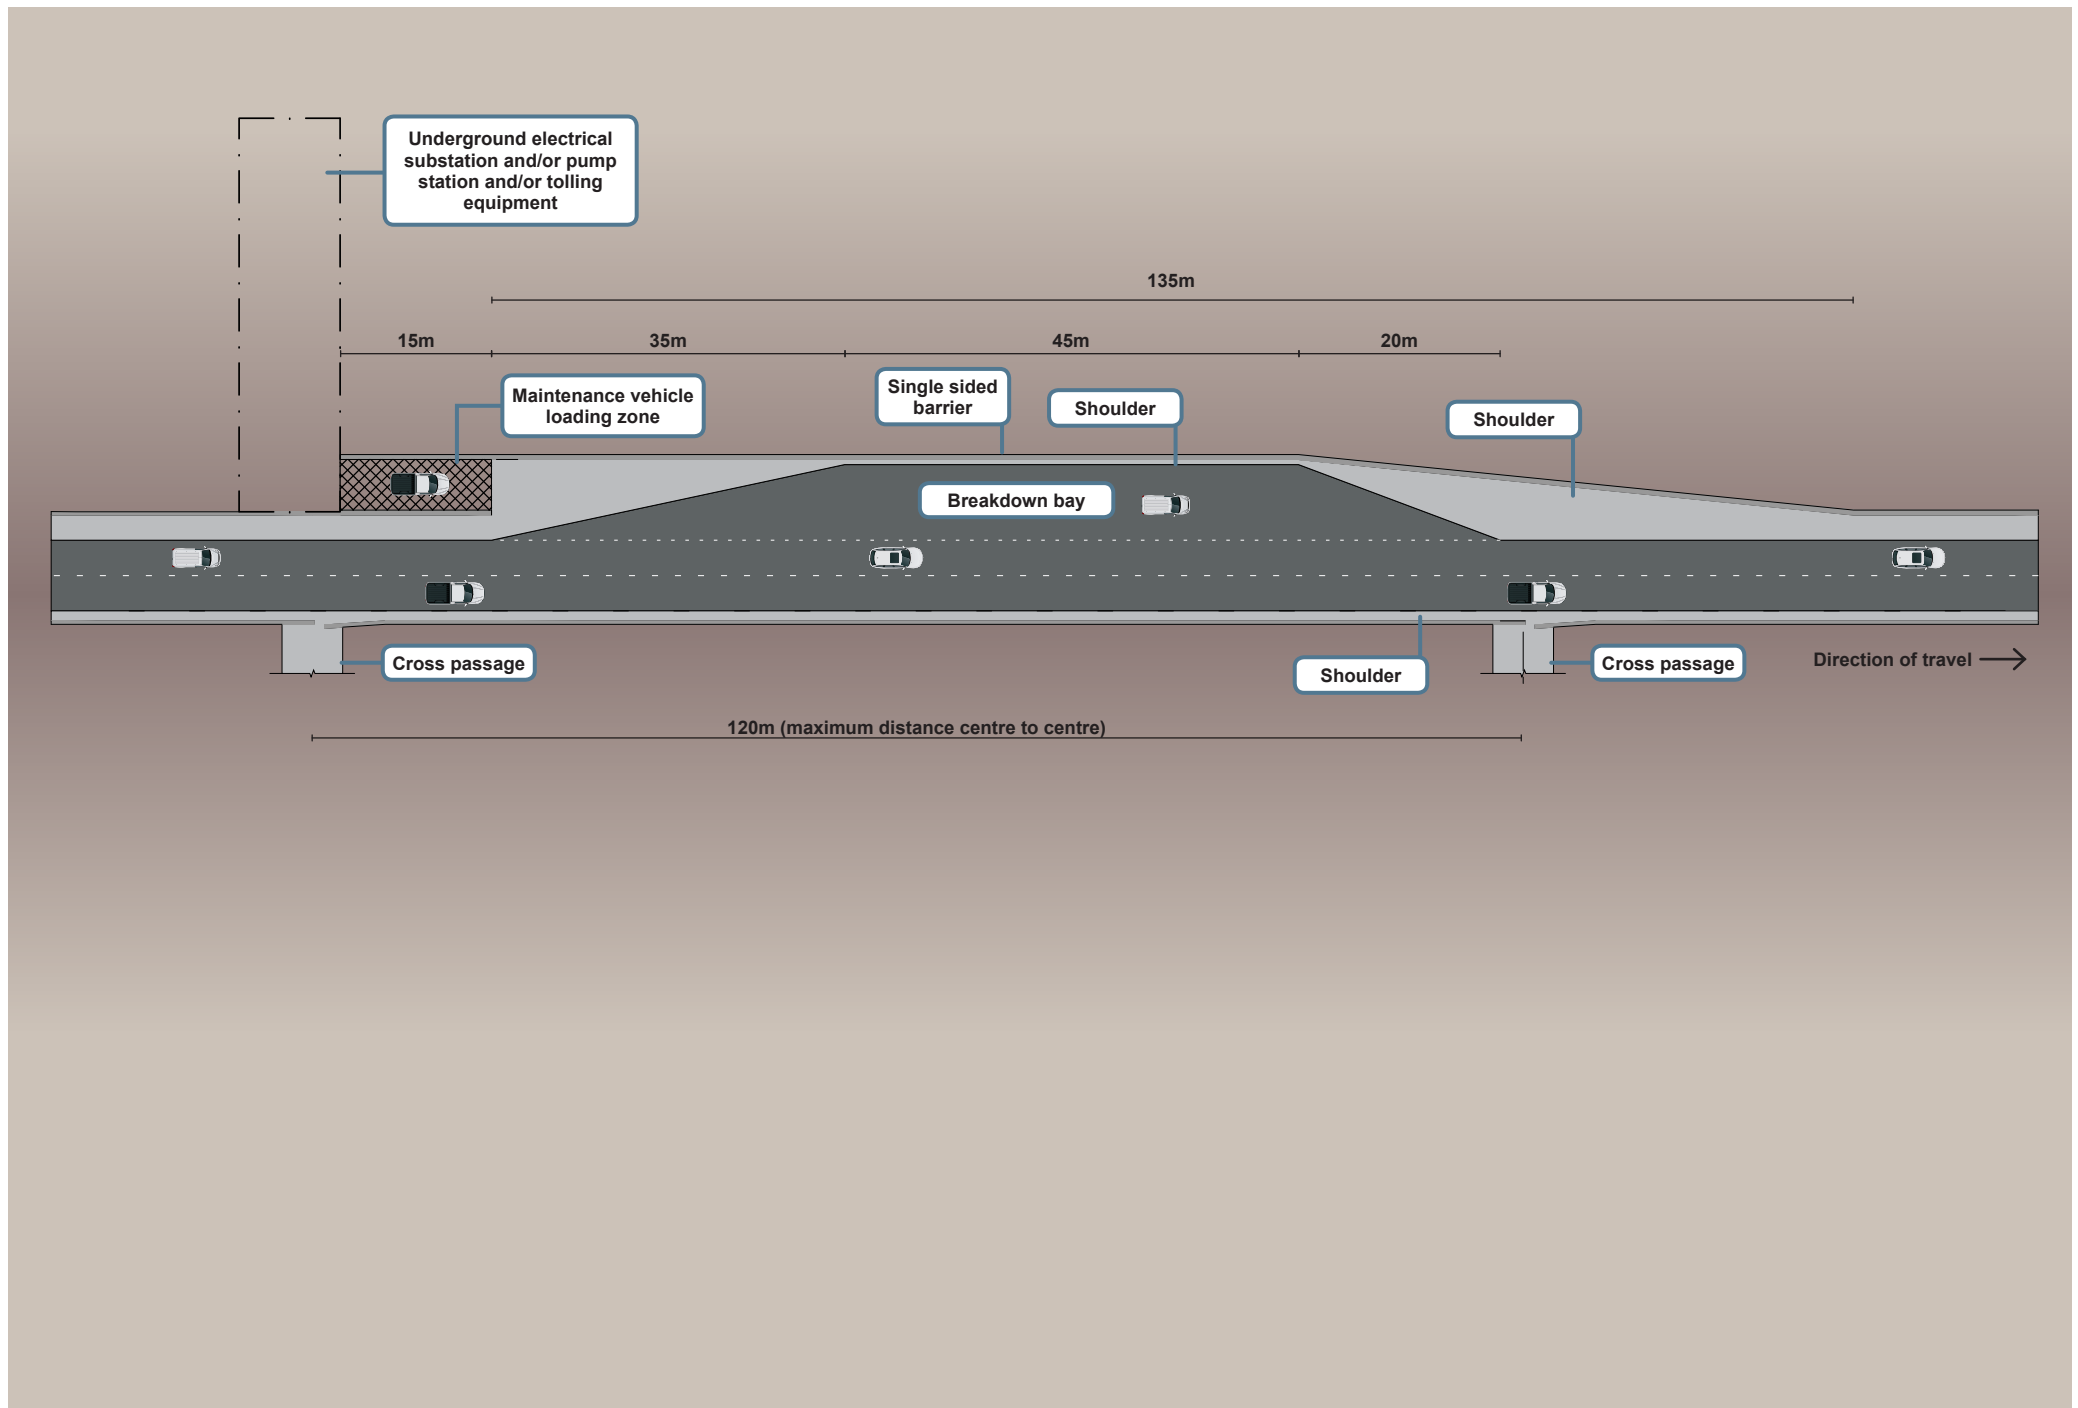 Underground electrical
substation and/or pump
station and/or tolling
equipment
135m
15m
35m
45m
20m
Maintenance vehicle
loading zone
Single sided
barrier
Shoulder
Shoulder
Breakdown bay
Cross passage
Shoulder
Cross passage
Direction of travel
120m (maximum distance centre to centre)